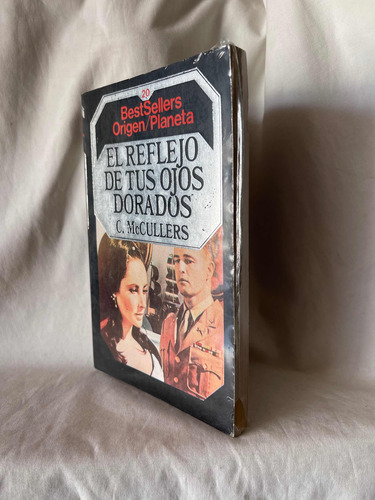 20
BestSellers
Origen/Planeta
EL REFLEJO
DE TUS OJOS
DORADOS
C. McCULLERS